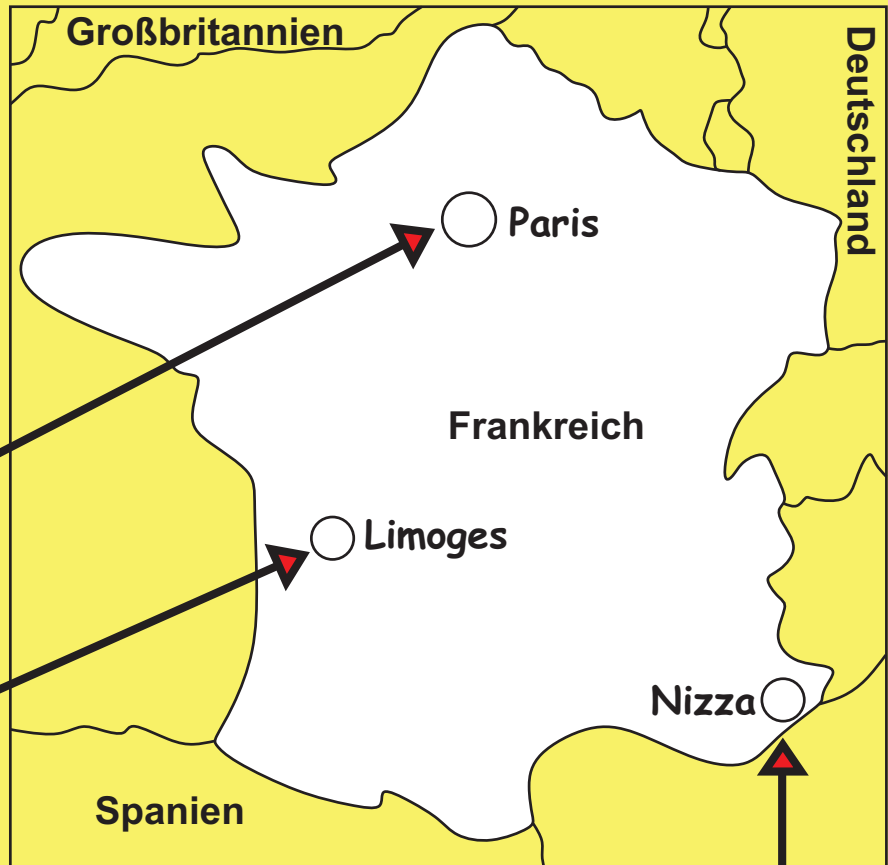 Großbritannien
Deutschland
Paris
Frankreich
Limoges
Nizza
Spanien